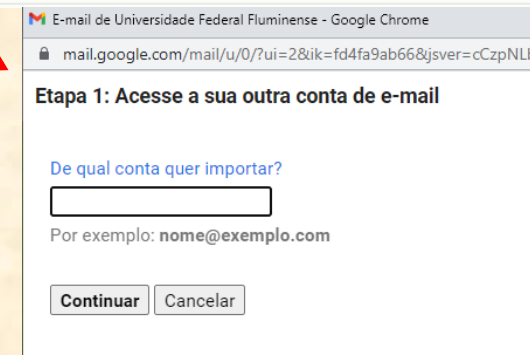 E-mail de Universidade Federal Fluminense - Google Chrome
mail.google.com/mail/u/0/?ui=2&ik=fd4fa9ab66&jsver=cCzpNLH
Etapa 1: Acesse a sua outra conta de e-mail
De qual conta quer importar?
Por exemplo: nome@exemplo.com
Continuar Cancelar